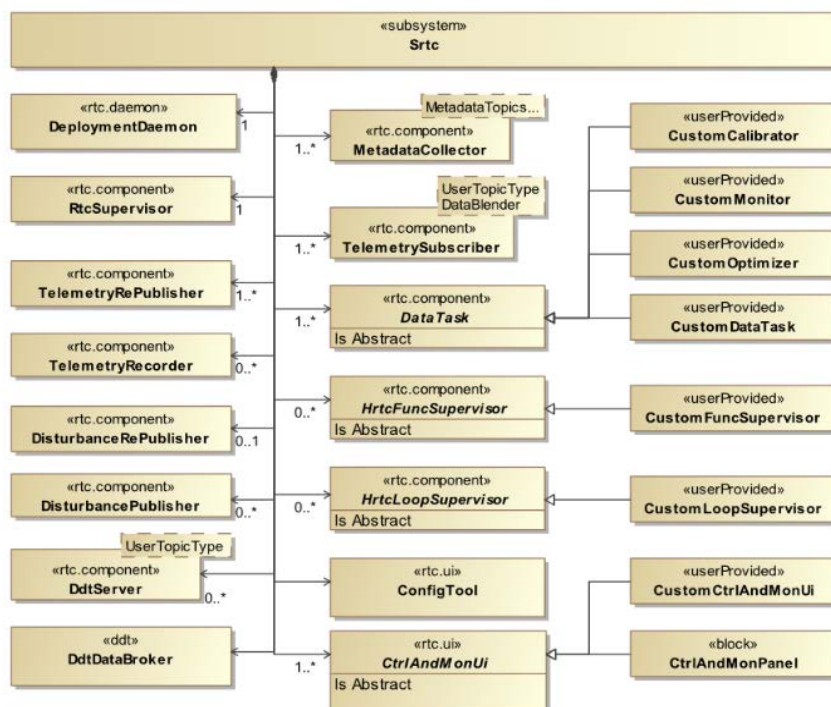 «subsystem»
Srtc
«rtc.daemon»
DeploymentDaemon
1
«rtc.component»
RtcSupervisor
1
«rtc.component»
TelemetryRePublisher
1..*
«rtc.component»
TelemetryRecorder
0..*
«rtc.component»
DisturbanceRePublisher
0..1
«rtc.component»
DisturbancePublisher
0..*
UserTopicType
«rtc.component»
DdtServer
0..*
«ddt»
DdtDataBroker
MetadataTopics...
«rtc.component»
MetadataCollector
1..*
UserTopicType
DataBlender
«rtc.component»
TelemetrySubscriber
1..*
«rtc.component»
DataTask
1..*
Is Abstract
«rtc.component»
HrtcFuncSupervisor
0..*
Is Abstract
«rtc.component»
HrtcLoopSupervisor
0..*
Is Abstract
«rtc.ui»
ConfigTool
«rtc.ui»
CtrlAndMonUi
1..*
Is Abstract
«userProvided»
CustomCalibrator
«userProvided»
CustomMonitor
«userProvided»
CustomOptimizer
«userProvided»
CustomDataTask
«userProvided»
CustomFuncSupervisor
«userProvided»
CustomLoopSupervisor
«userProvided»
CustomCtrlAndMonUi
«block»
CtrlAndMonPanel